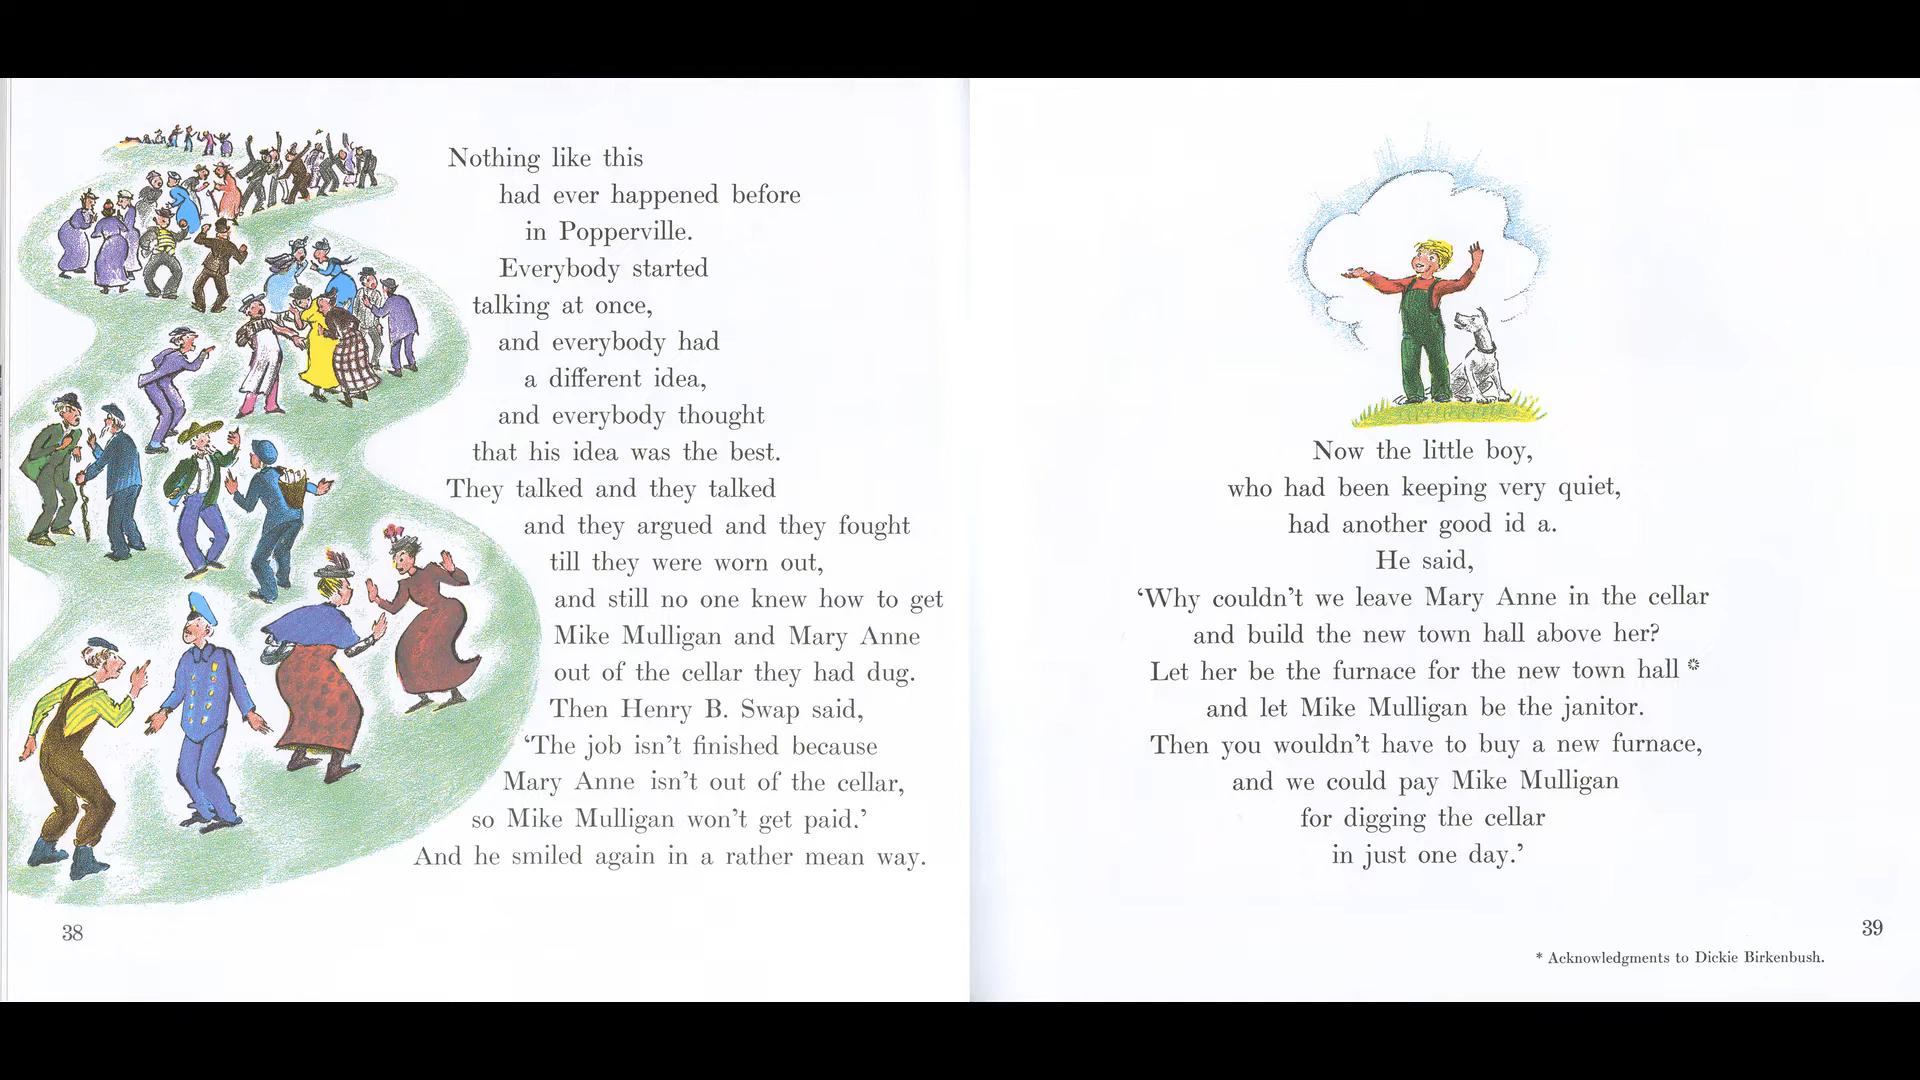 Nothing like this
had ever happened before
in Popperville.
Everybody started
talking at once,
and everybody had
a different idea,
and everybody thought
that his idea was the best.
They talked and they talked
and they argued and they fought
till they were worn out,
and still no one knew how to get
Mike Mulligan and Mary Anne
out of the cellar they had dug.
Then Henry B. Swap said,
‘The job isn’t finished because
Mary Anne isn’t out of the cellar,
so Mike Mulligan won’t get paid.’
And he smiled again in a rather mean way.
38
Now the little boy,
who had been keeping very quiet,
had another good id a.
He said,
‘Why couldn’t we leave Mary Anne in the cellar
and build the new town hall above her?
Let her be the furnace for the new town hall *
and let Mike Mulligan be the janitor.
Then you wouldn’t have to buy a new furnace,
and we could pay Mike Mulligan
for digging the cellar
in just one day.’
39
* Acknowledgments to Dickie Birkenbush.